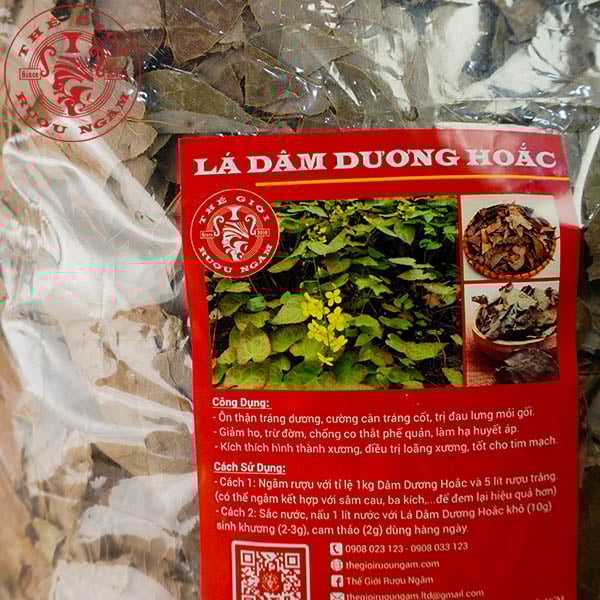 THẾ GIỚI
Since 2010
RƯỢU NGÂM
LÁ DÂM DƯƠNG HOẮC
THẾ GIỚI
Since 2010
RƯỢU NGÂM
Công Dụng:
- Ôn thận tráng dương, cường cân tráng cốt, trị đau lưng mỏi gối.
- Giảm ho, trừ đờm, chống co thắt phế quản, làm hạ huyết áp.
- Kích thích hình thành xương, điều trị loãng xương, tốt cho tim mạch.
Cách Sử Dụng:
- Cách 1: Ngâm rượu với tỉ lệ 1kg Dâm Dương Hoắc và 5 lít rượu trắng.
(có thể ngâm kết hợp với sâm cau, ba kích,...để đem lại hiệu quả hơn)
- Cách 2: Sắc nước, nấu 1 lít nước với Lá Dâm Dương Hoắc khô (10g)
sinh khương (2-3g), cam thảo (2g) dùng hàng ngày.
0908 023 123 - 0908 033 123
thegioiruoungam.com
Thế Giới Rượu Ngâm
thegioiruoungam.ltd@gmail.com